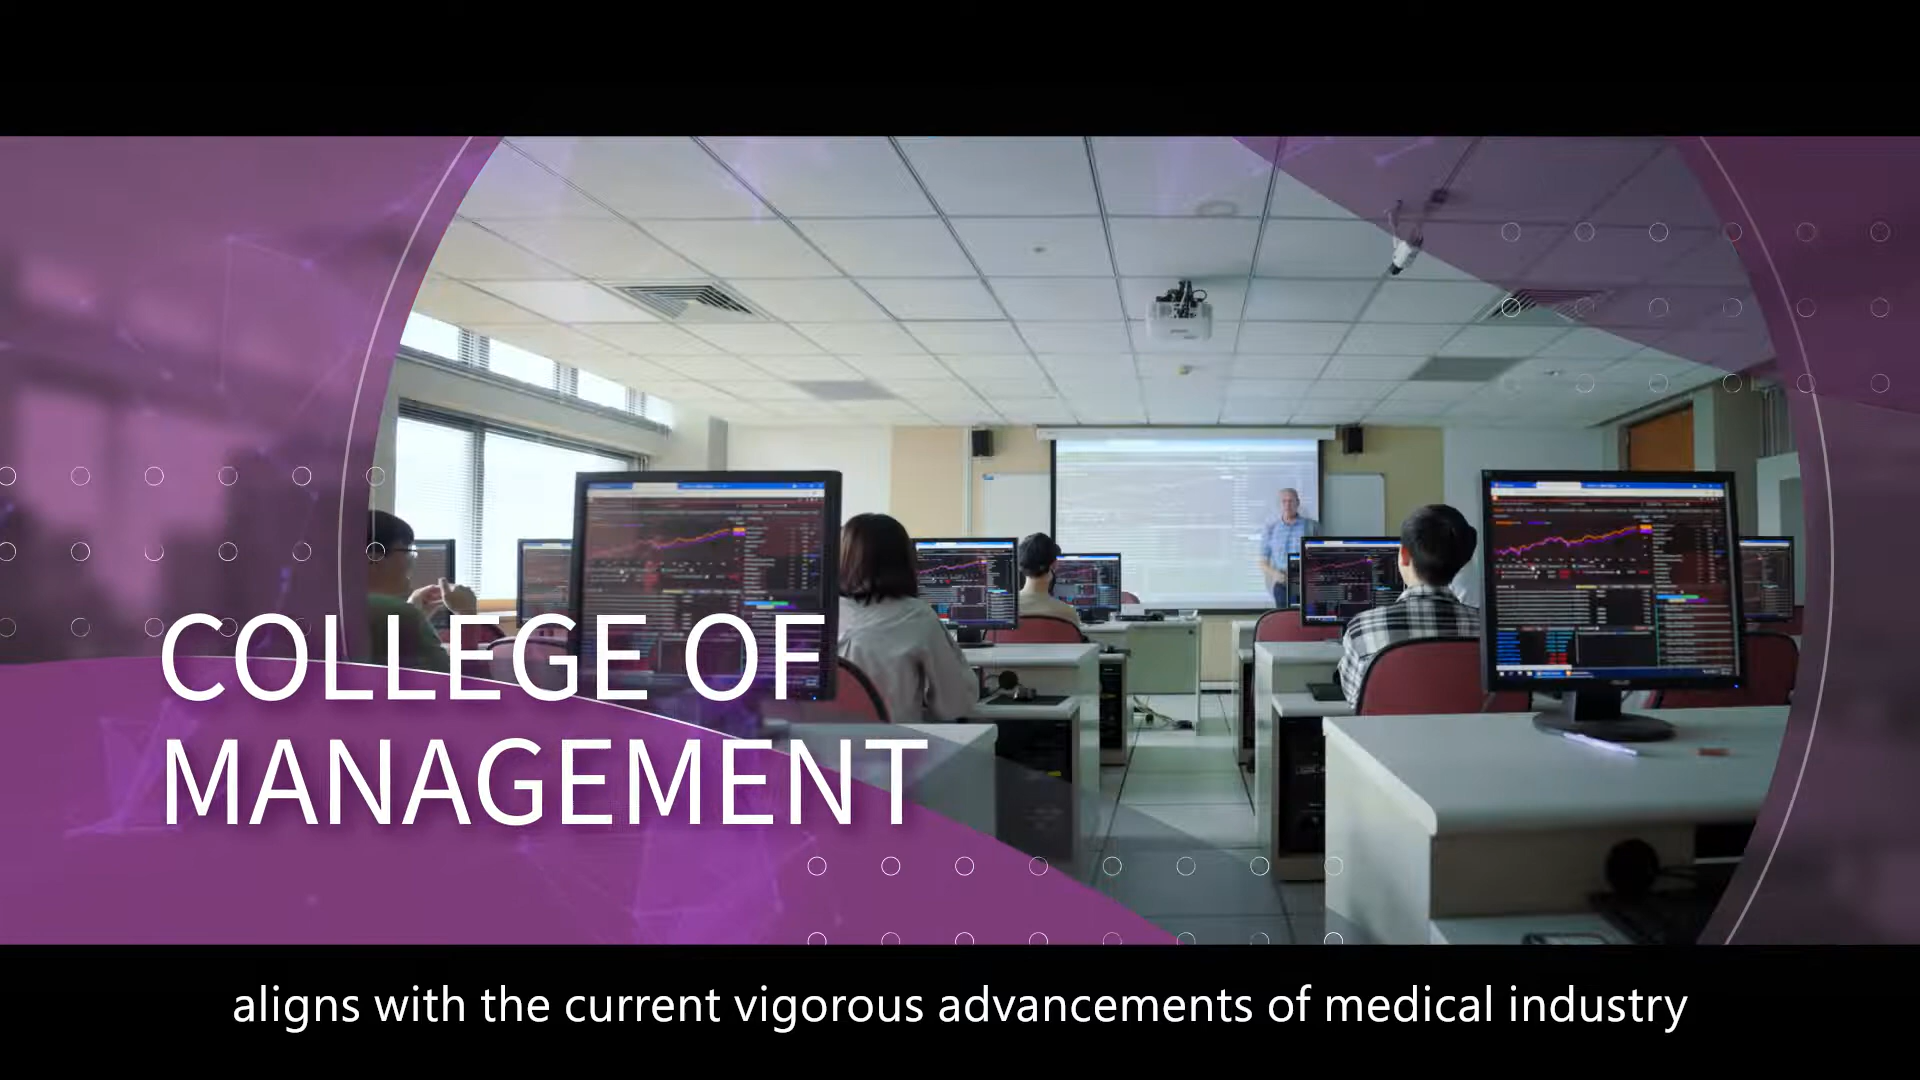 COLLEGE OF
MANAGEMENT
aligns with the current vigorous advancements of medical industry